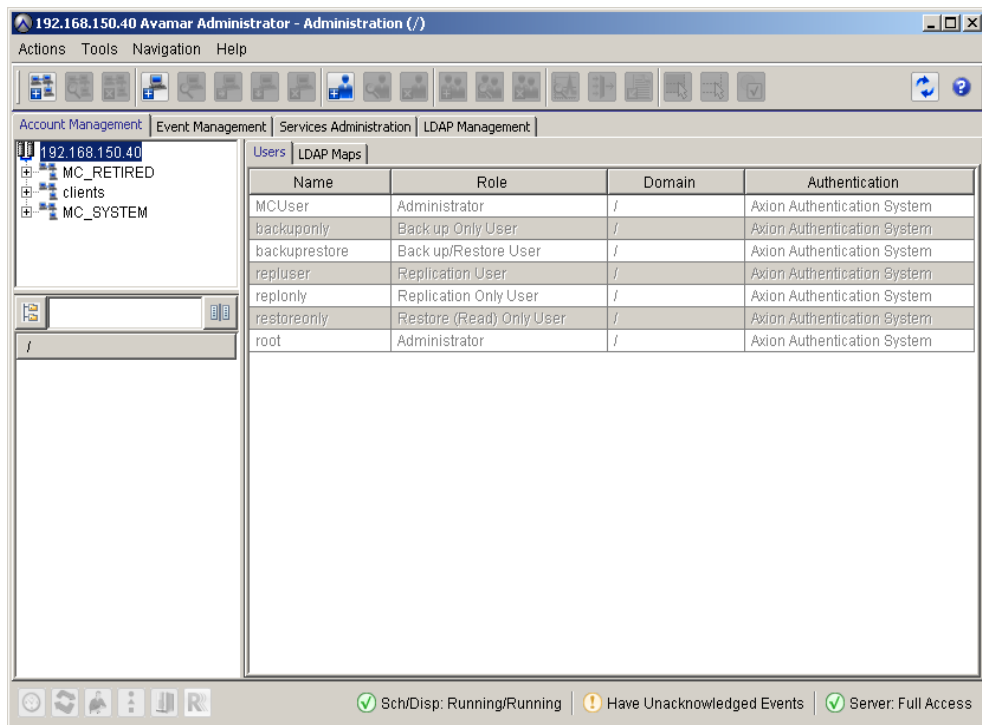 192.168.150.40 Avamar Administrator - Administration (/)
Actions Tools Navigation Help
Account Management Event Management Services Administration LDAP Management
192.168.150.40
MC_RETIRED
clients
MC_SYSTEM
/
Users LDAP Maps
Name Role Domain Authentication
MCUser Administrator / Axion Authentication System
backuponly Back up Only User / Axion Authentication System
backuprestore Back up/Restore User / Axion Authentication System
repluser Replication User / Axion Authentication System
replonly Replication Only User / Axion Authentication System
restoreonly Restore (Read) Only User / Axion Authentication System
root Administrator / Axion Authentication System
Sch/Disp: Running/Running Have Unacknowledged Events Server: Full Access